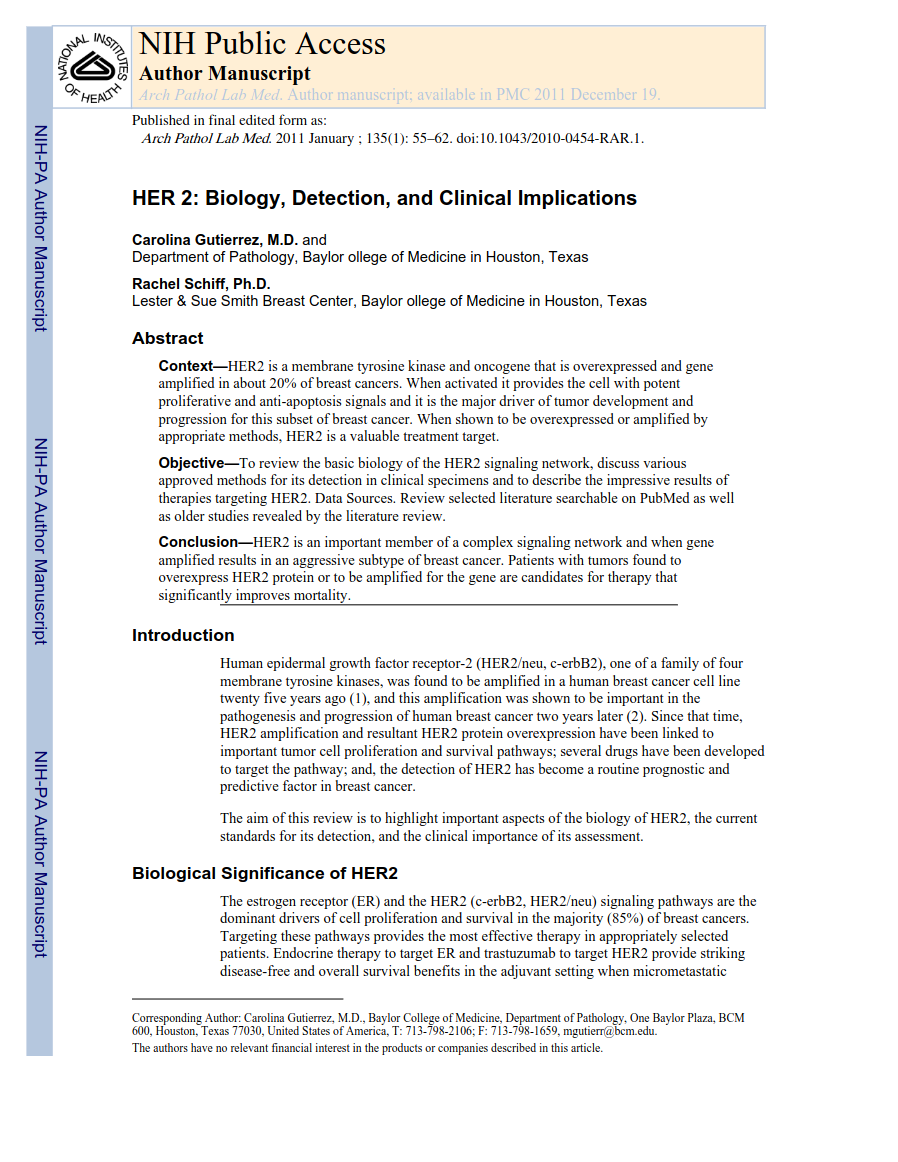 NATIONAL INSTITUTES OF HEALTH
NIH Public Access
Author Manuscript
Arch Pathol Lab Med. Author manuscript; available in PMC 2011 December 19.
Published in final edited form as:
Arch Pathol Lab Med. 2011 January ; 135(1): 55–62. doi:10.1043/2010-0454-RAR.1.
HER 2: Biology, Detection, and Clinical Implications
Carolina Gutierrez, M.D. and
Department of Pathology, Baylor ollege of Medicine in Houston, Texas
Rachel Schiff, Ph.D.
Lester & Sue Smith Breast Center, Baylor ollege of Medicine in Houston, Texas
Abstract
Context—HER2 is a membrane tyrosine kinase and oncogene that is overexpressed and gene
amplified in about 20% of breast cancers. When activated it provides the cell with potent
proliferative and anti-apoptosis signals and it is the major driver of tumor development and
progression for this subset of breast cancer. When shown to be overexpressed or amplified by
appropriate methods, HER2 is a valuable treatment target.
Objective—To review the basic biology of the HER2 signaling network, discuss various
approved methods for its detection in clinical specimens and to describe the impressive results of
therapies targeting HER2. Data Sources. Review selected literature searchable on PubMed as well
as older studies revealed by the literature review.
Conclusion—HER2 is an important member of a complex signaling network and when gene
amplified results in an aggressive subtype of breast cancer. Patients with tumors found to
overexpress HER2 protein or to be amplified for the gene are candidates for therapy that
significantly improves mortality.
Introduction
Human epidermal growth factor receptor-2 (HER2/neu, c-erbB2), one of a family of four
membrane tyrosine kinases, was found to be amplified in a human breast cancer cell line
twenty five years ago (1), and this amplification was shown to be important in the
pathogenesis and progression of human breast cancer two years later (2). Since that time,
HER2 amplification and resultant HER2 protein overexpression have been linked to
important tumor cell proliferation and survival pathways; several drugs have been developed
to target the pathway; and, the detection of HER2 has become a routine prognostic and
predictive factor in breast cancer.
The aim of this review is to highlight important aspects of the biology of HER2, the current
standards for its detection, and the clinical importance of its assessment.
Biological Significance of HER2
The estrogen receptor (ER) and the HER2 (c-erbB2, HER2/neu) signaling pathways are the
dominant drivers of cell proliferation and survival in the majority (85%) of breast cancers.
Targeting these pathways provides the most effective therapy in appropriately selected
patients. Endocrine therapy to target ER and trastuzumab to target HER2 provide striking
disease-free and overall survival benefits in the adjuvant setting when micrometastatic
Corresponding Author: Carolina Gutierrez, M.D., Baylor College of Medicine, Department of Pathology, One Baylor Plaza, BCM
600, Houston, Texas 77030, United States of America, T: 713-798-2106; F: 713-798-1659, mgutierr@bcm.edu.
The authors have no relevant financial interest in the products or companies described in this article.
NIH-PA Author Manuscript
NIH-PA Author Manuscript
NIH-PA Author Manuscript